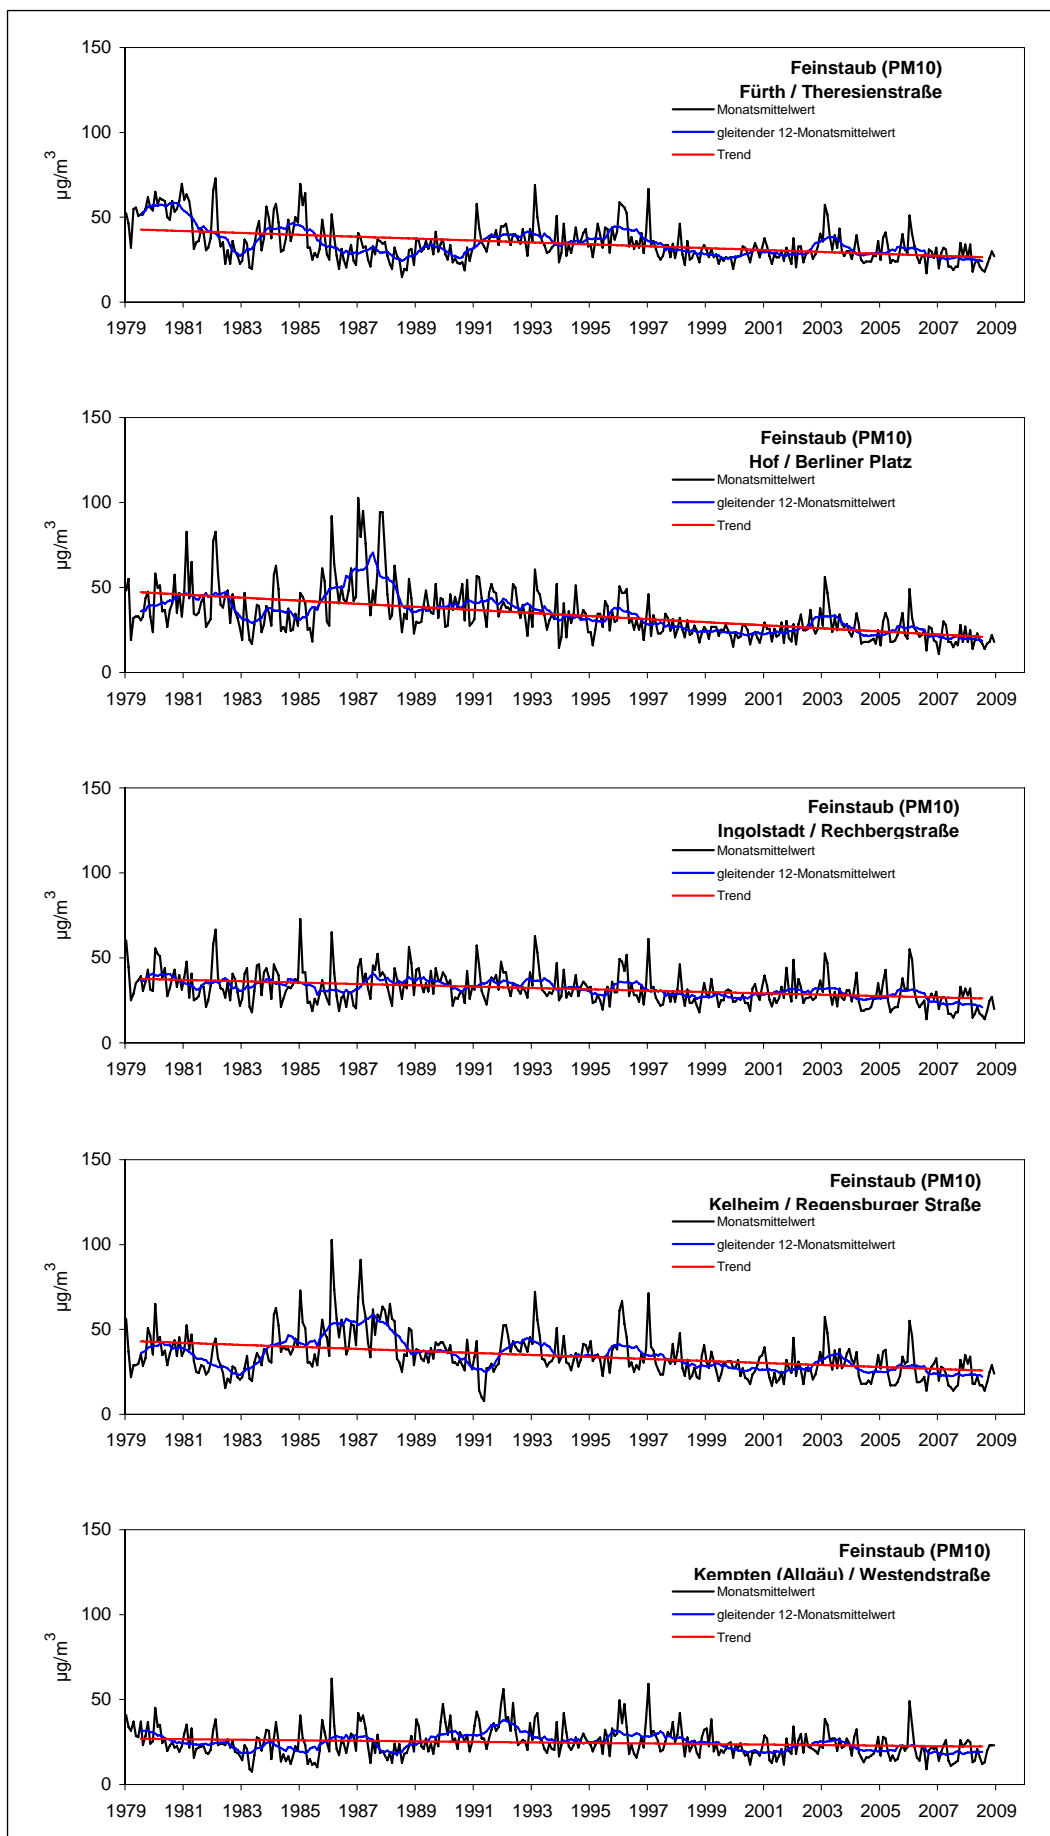 150
Feinstaub (PM10)
Fürth / Theresienstraße
Monatsmittelwert
gleitender 12-Monatsmittelwert
Trend
100
50
0
µg/m³
1979 1981 1983 1985 1987 1989 1991 1993 1995 1997 1999 2001 2003 2005 2007 2009
150
Feinstaub (PM10)
Hof / Berliner Platz
Monatsmittelwert
gleitender 12-Monatsmittelwert
Trend
100
50
0
µg/m³
1979 1981 1983 1985 1987 1989 1991 1993 1995 1997 1999 2001 2003 2005 2007 2009
150
Feinstaub (PM10)
Ingolstadt / Rechbergstraße
Monatsmittelwert
gleitender 12-Monatsmittelwert
Trend
100
50
0
µg/m³
1979 1981 1983 1985 1987 1989 1991 1993 1995 1997 1999 2001 2003 2005 2007 2009
150
Feinstaub (PM10)
Kelheim / Regensburger Straße
Monatsmittelwert
gleitender 12-Monatsmittelwert
Trend
100
50
0
µg/m³
1979 1981 1983 1985 1987 1989 1991 1993 1995 1997 1999 2001 2003 2005 2007 2009
150
Feinstaub (PM10)
Kempten (Allgäu) / Westendstraße
Monatsmittelwert
gleitender 12-Monatsmittelwert
Trend
100
50
0
µg/m³
1979 1981 1983 1985 1987 1989 1991 1993 1995 1997 1999 2001 2003 2005 2007 2009